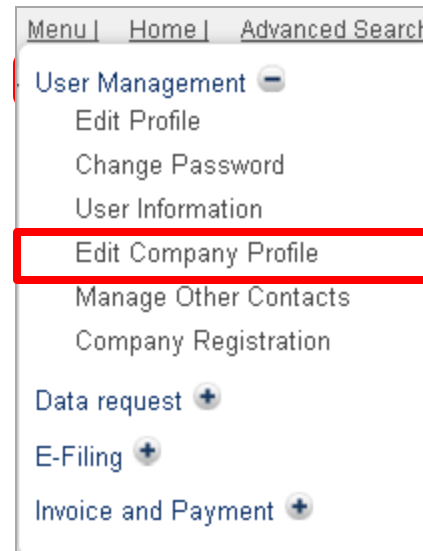 Menu | Home | Advanced Search
User Management
Edit Profile
Change Password
User Information
Edit Company Profile
Manage Other Contacts
Company Registration
Data request
E-Filing
Invoice and Payment